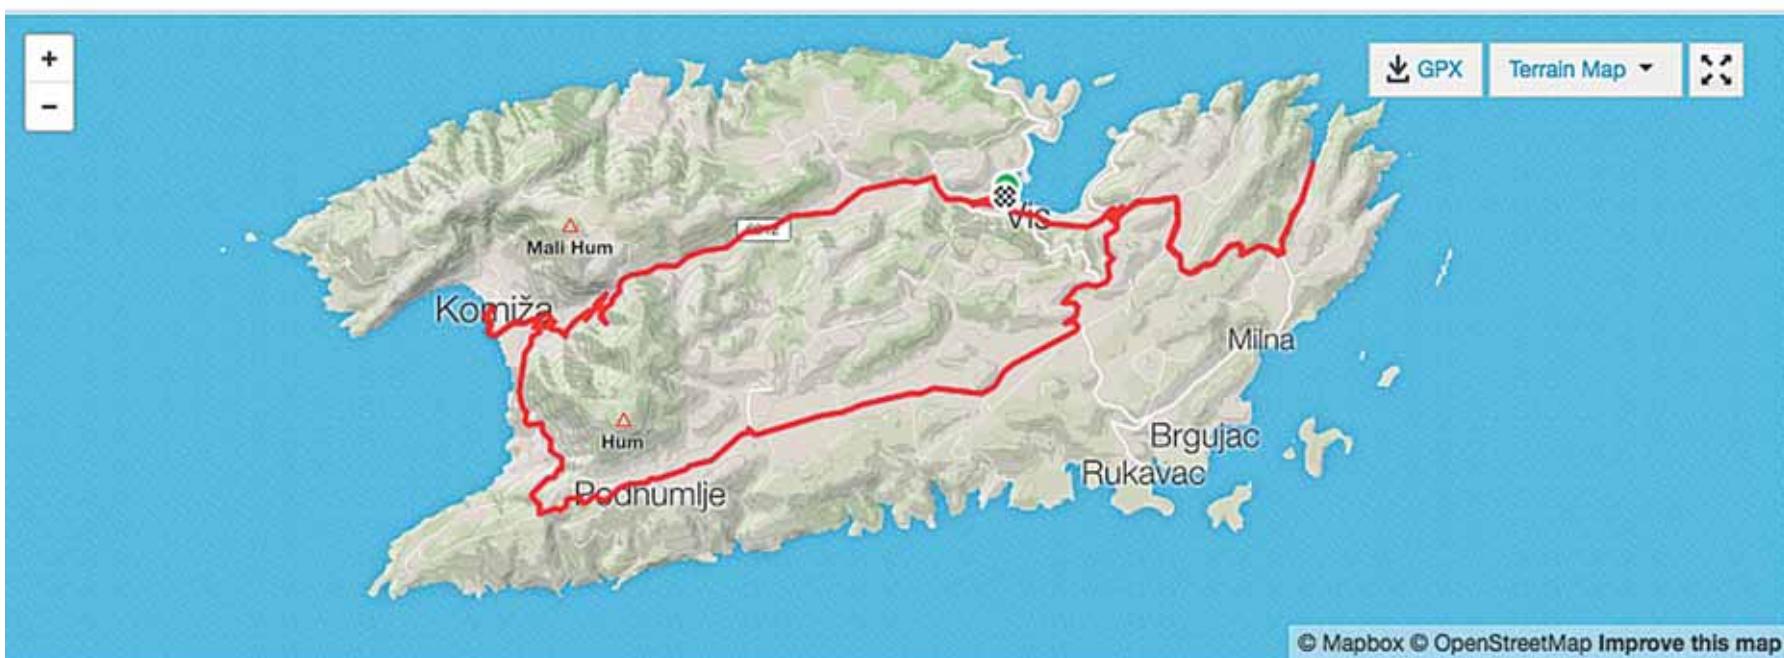 +
−
GPX
Terrain Map
Vis
Mali Hum
Komiža
Milna
Hum
Brgujac
Rukavac
Podhumlje
© Mapbox © OpenStreetMap Improve this map